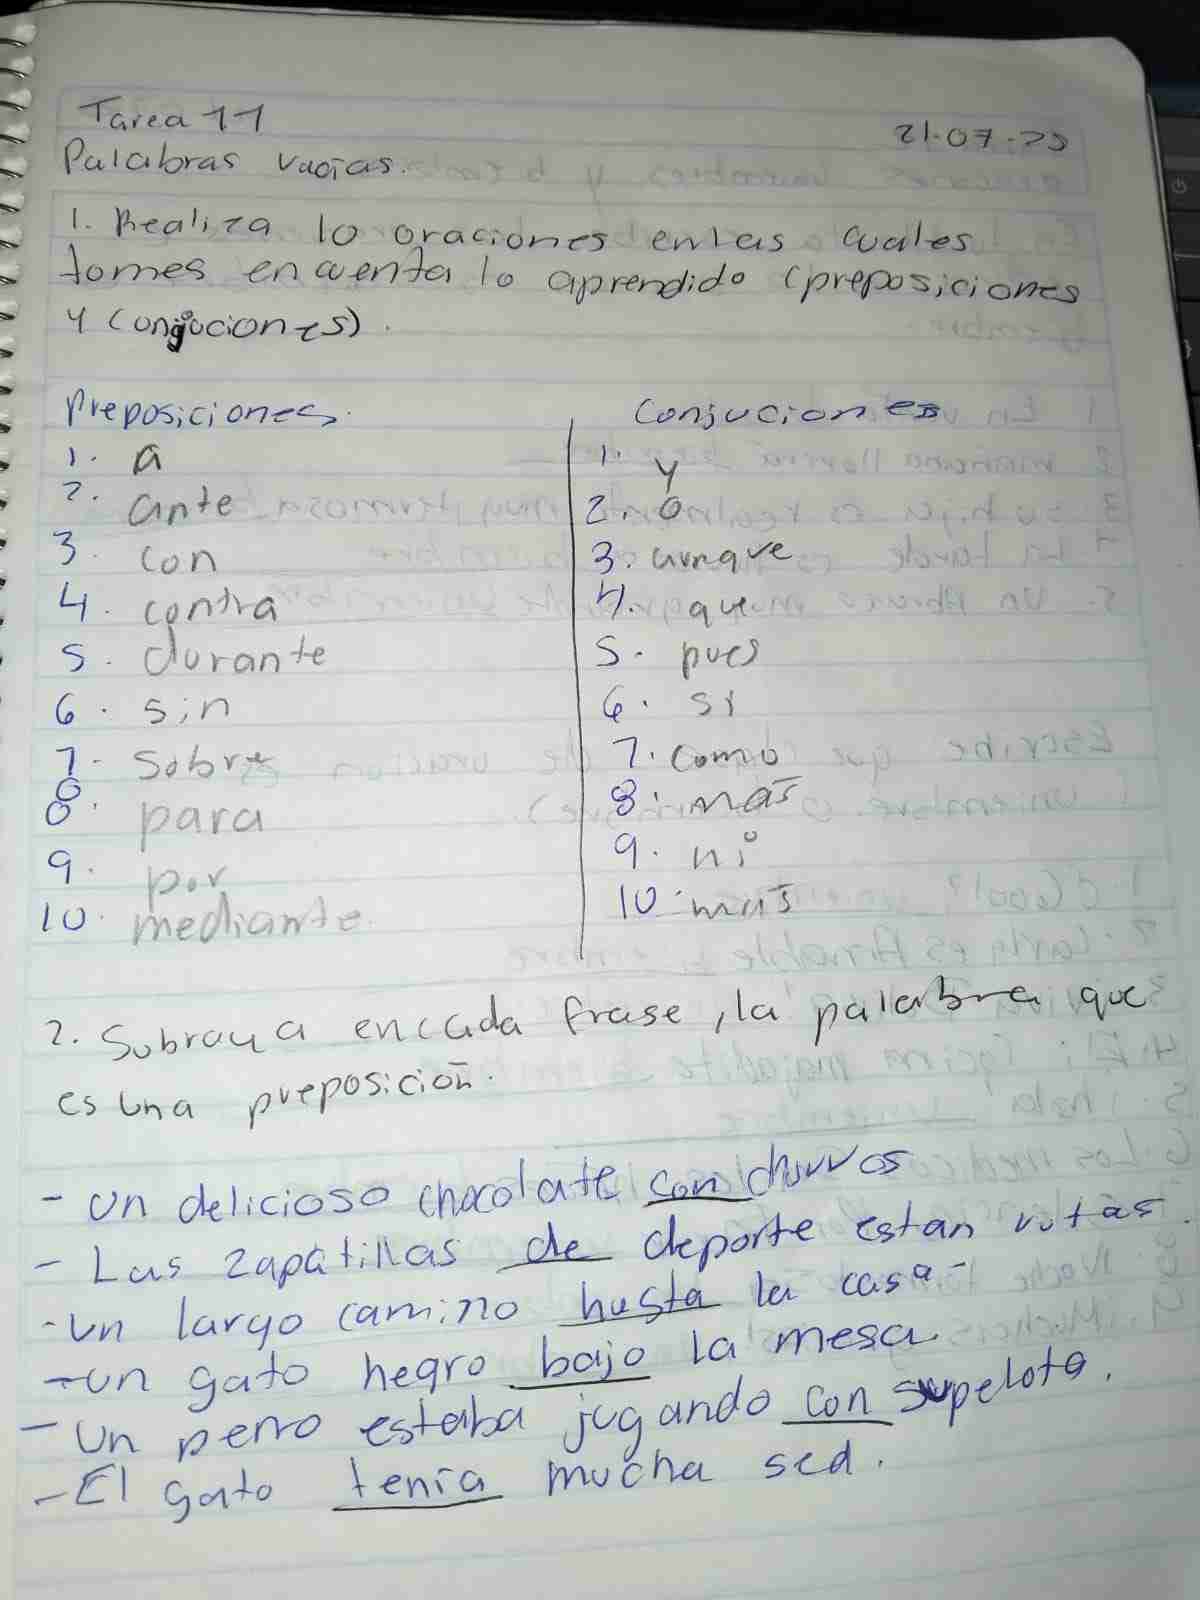 Tarea 11
21-07-25
Palabras vacias.
1. Realiza 10 oraciones en las cuales
tomes en cuenta lo aprendido (preposiciones
y conjuciones).
Preposiciones.
1. a
2. ante
3. con
4. contra
5. durante
6. sin
7. sobre
8. para
9. por
10. mediante.
Conjuciones
1. y
2. o
3. aunque
4. que
5. pues
6. si
7. como
8. más
9. ni
10. mas
2. Subraya en cada frase, la palabra que
es una preposición.
- un delicioso chocolate con churros
- Las zapatillas de deporte estan rotas.
- un largo camino hasta la casa-
- un gato negro bajo la mesa.
- un perro estaba jugando con su pelota.
- El gato tenía mucha sed.